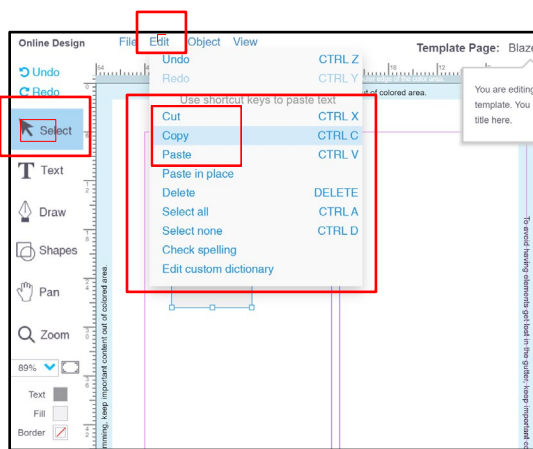 Online Design
File Edit Object View
Template Page: Blaze
Undo
Redo
Select
Text
Draw
Shapes
Pan
Zoom
89%
Text
Fill
Border
Undo CTRL Z
Redo CTRL Y
Use shortcut keys to paste text
Cut CTRL X
Copy CTRL C
Paste CTRL V
Paste in place
Delete DELETE
Select all CTRL A
Select none CTRL D
Check spelling
Edit custom dictionary
out of colored area.
You are editing
template. You
title here.
mming, keep important content out of colored area.
To avoid having elements get lost in the gutter, keep important co